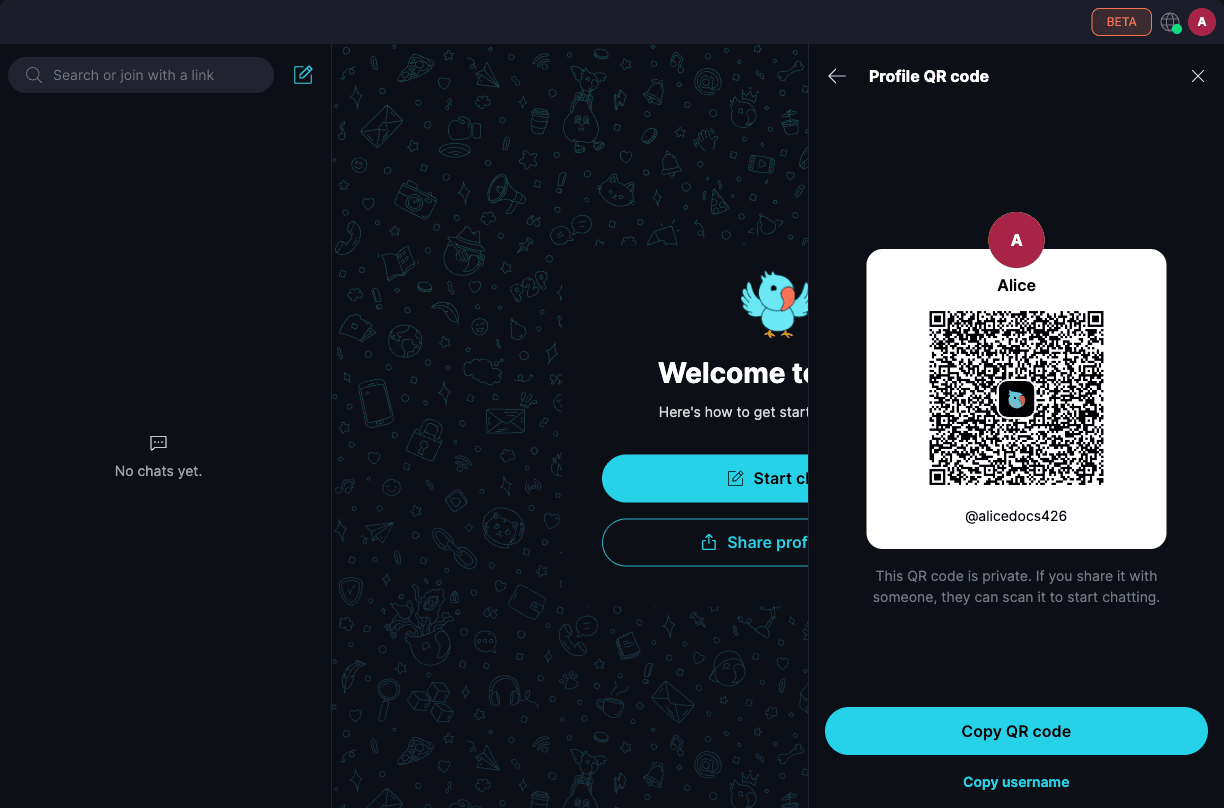 BETA
A
Search or join with a link
No chats yet.
Welcome to
Here's how to get start
Start c
Share prof
Profile QR code
A
Alice
@alicedocs426
This QR code is private. If you share it with
someone, they can scan it to start chatting.
Copy QR code
Copy username